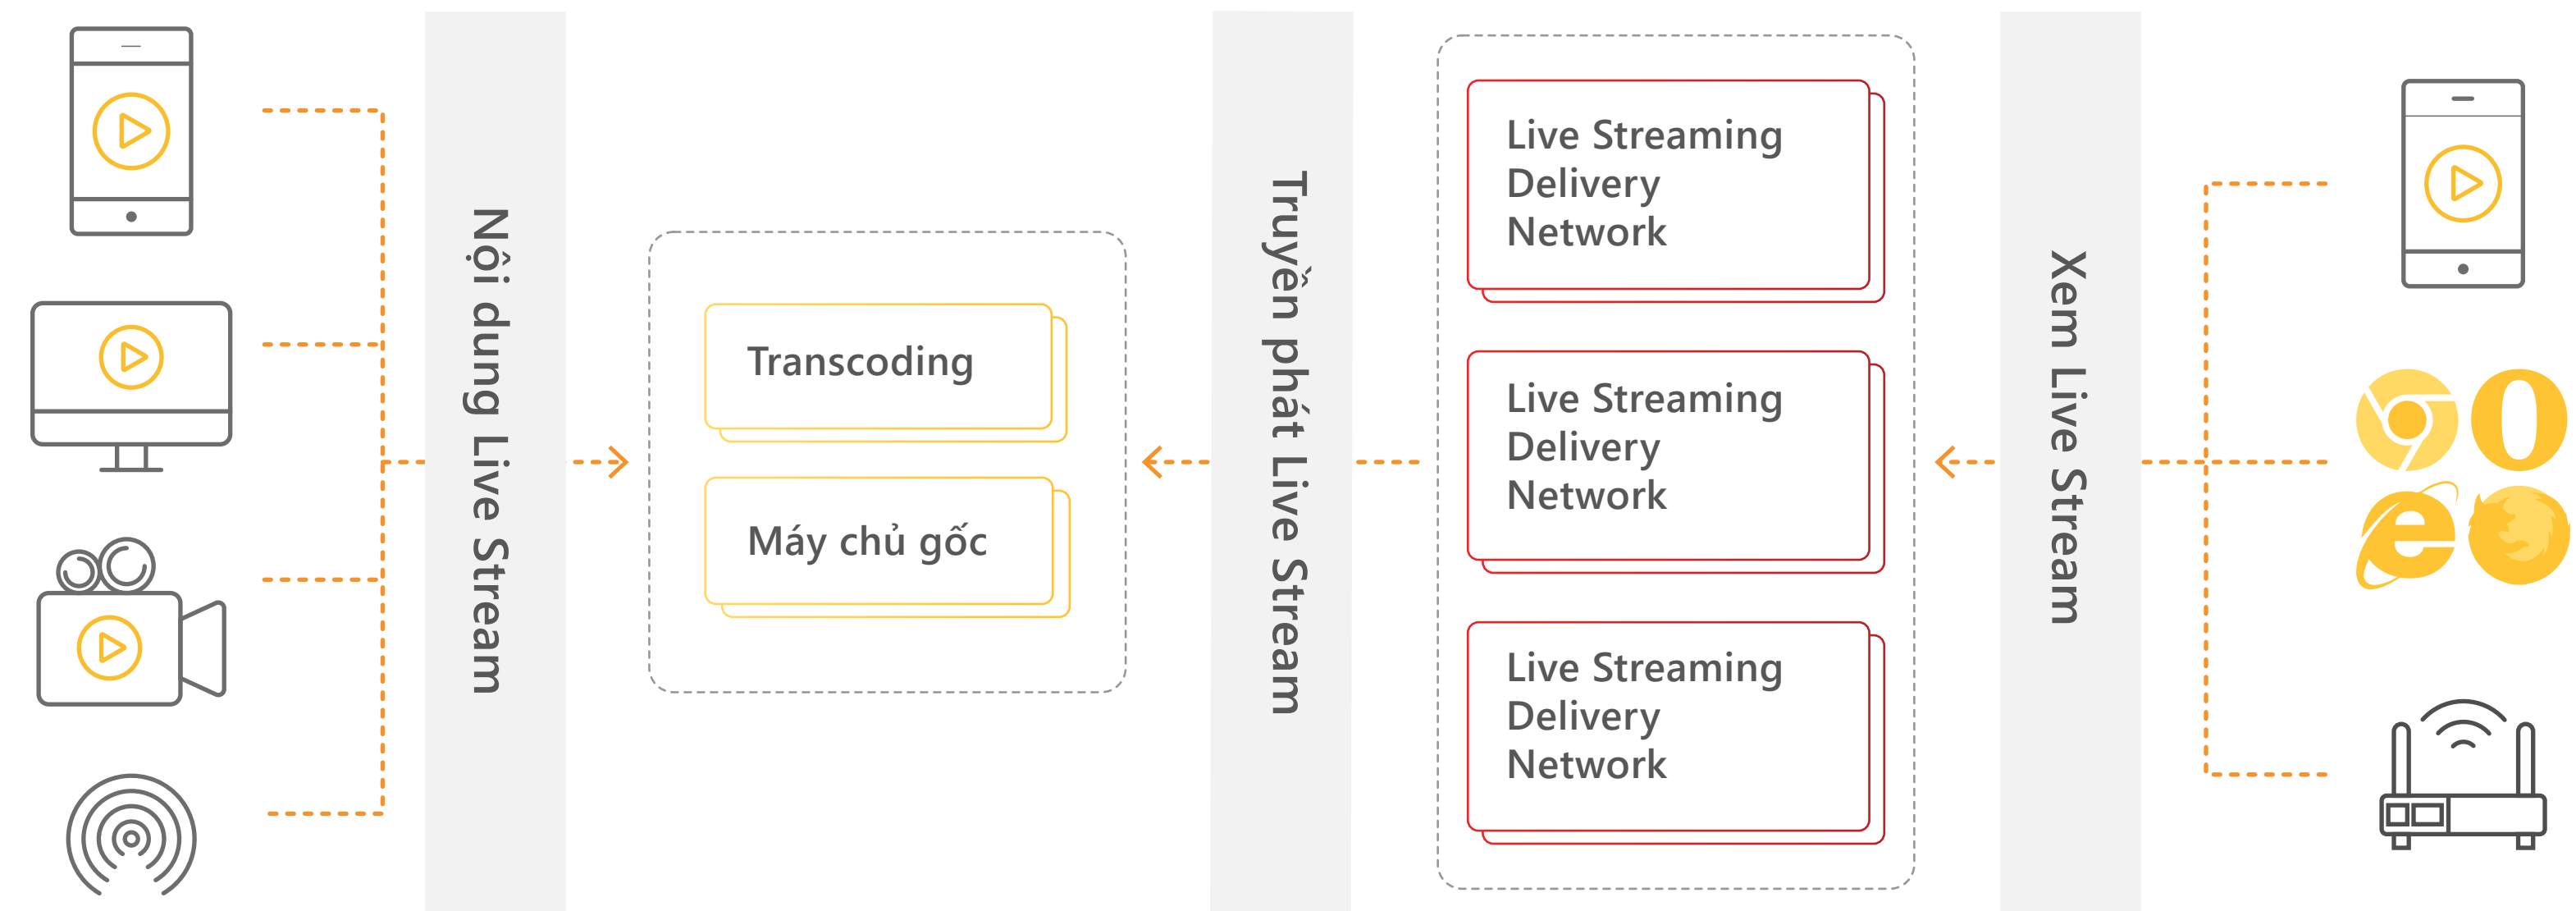 Nội dung Live Stream
Transcoding
Máy chủ gốc
Truyền phát Live Stream
Live Streaming
Delivery
Network
Live Streaming
Delivery
Network
Live Streaming
Delivery
Network
Xem Live Stream